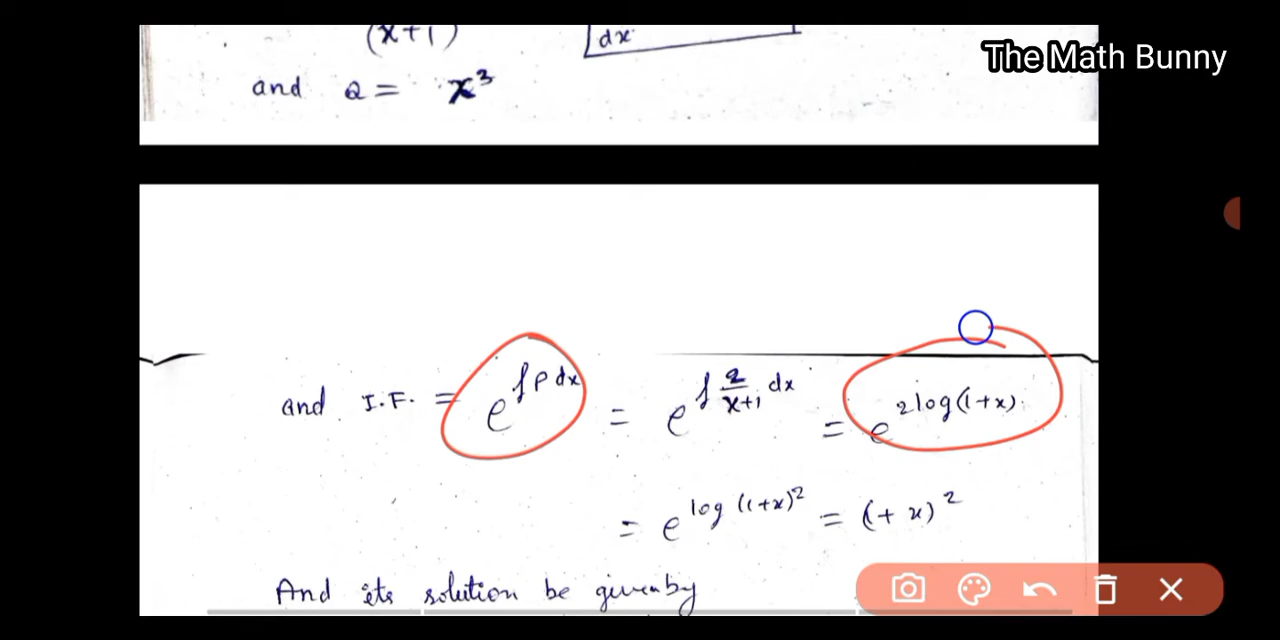 (x+1)
dx
The Math Bunny
and Q = x³
and I.F. = e^∫P dx = e^∫2/x+1 dx = e^2log(1+x).
= e^log (1+x)² = (+ x)²
And its solution be given by